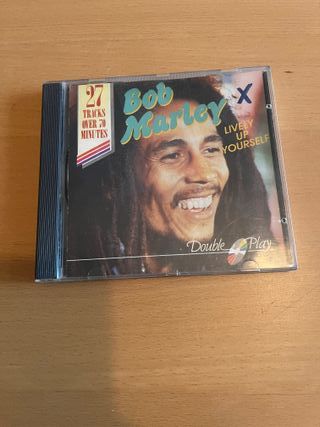 27
TRACKS
OVER 70
MINUTES
Bob
Marley
X
LIVELY
UP
YOURSELF
Double Play